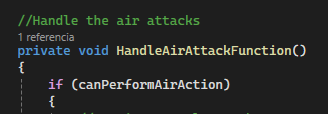 //Handle the air attacks
1 referencia
private void HandleAirAttackFunction()
{
if (canPerformAirAction)
{